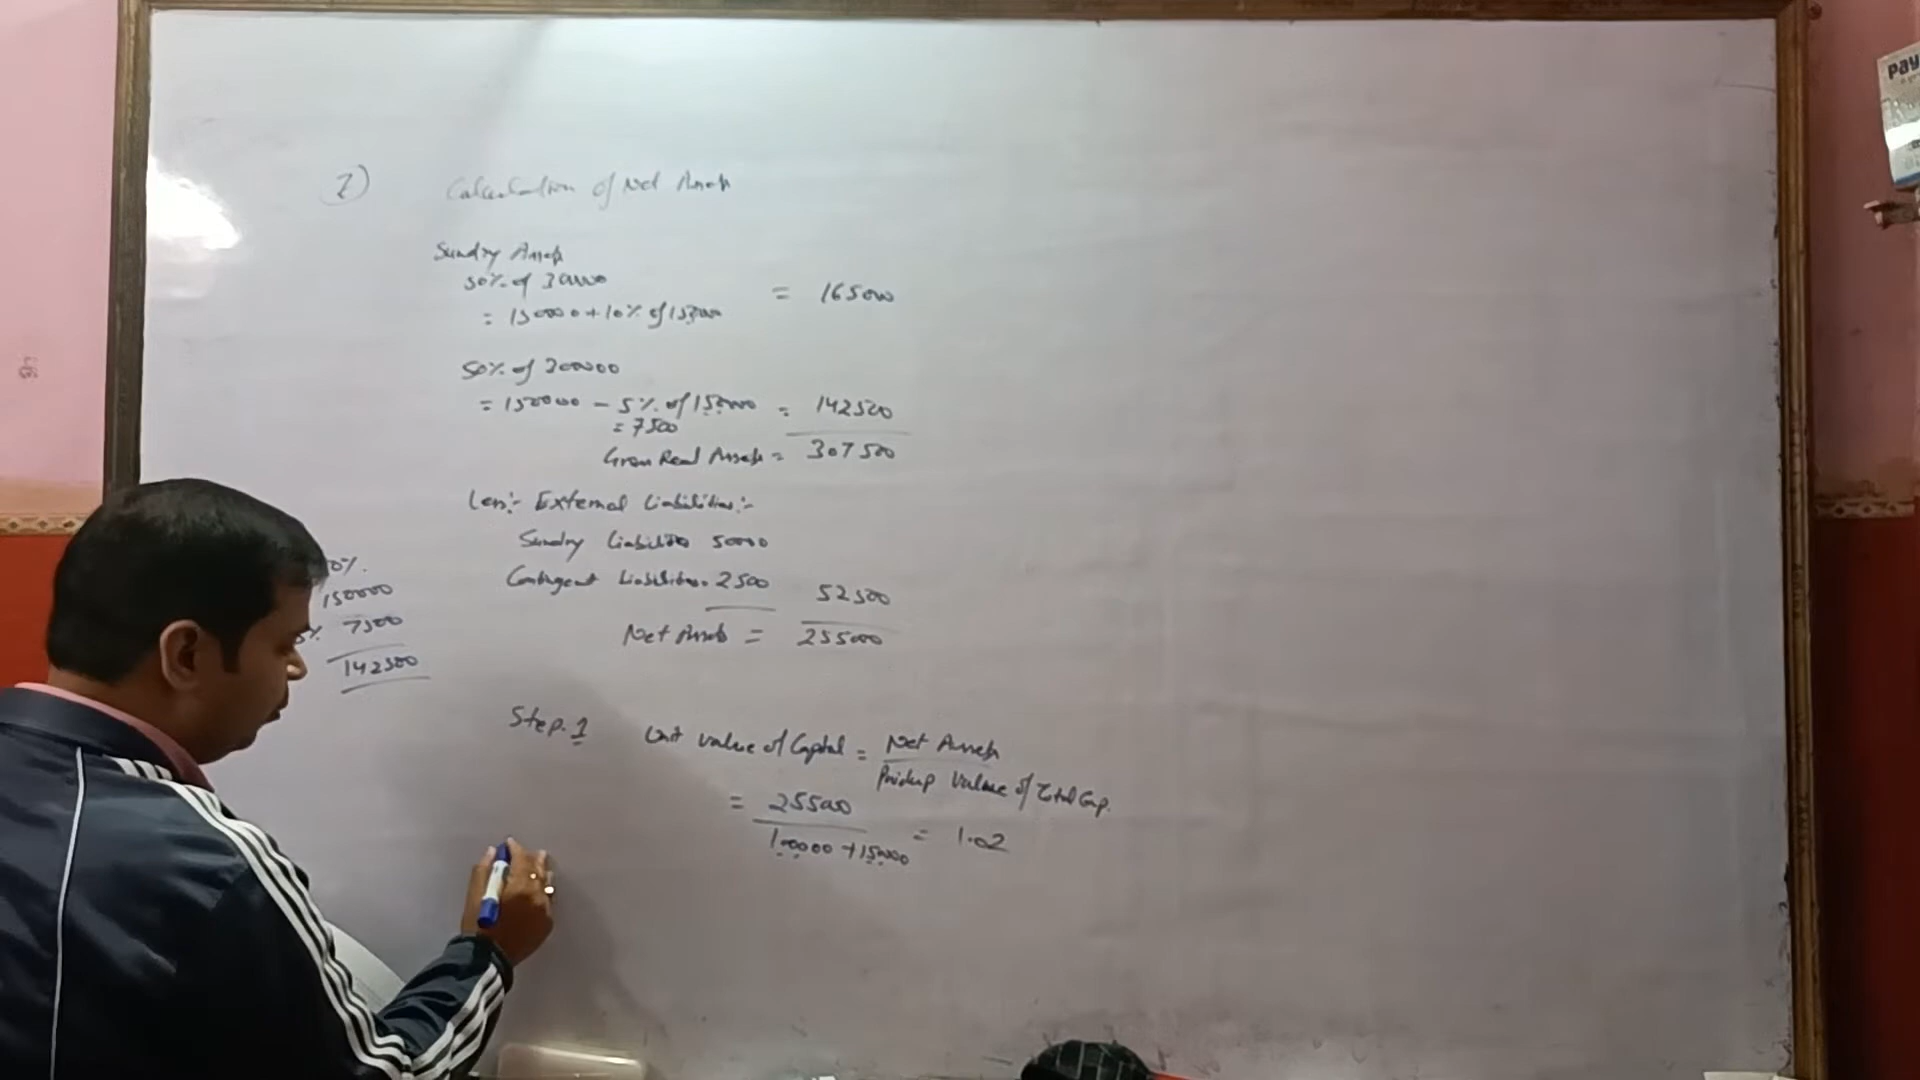 2) Calculation of Net Assets
Sundry Assets
50% of 300000
= 150000 + 10% of 150000 = 165000
50% of 300000
= 150000 - 5% of 150000 = 142500
= 7500
Gross Real Assets = 307500
Less:- External Liabilities:-
Sundry Liabilities 50000
Contingent Liabilities. 2500 52500
Net Assets = 255000
0%.
150000
5% 7500
142500
Step. 1 Unit Value of Capital = Net Assets
Paidup Value of Total Cap.
= 255000
100000 + 150000 = 1.02
Pay